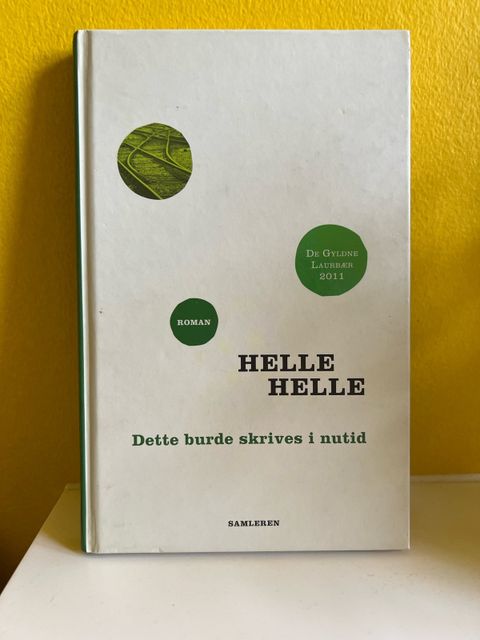 De Gyldne
Laurbær
2011
ROMAN
HELLE
HELLE
Dette burde skrives i nutid
SAMLEREN